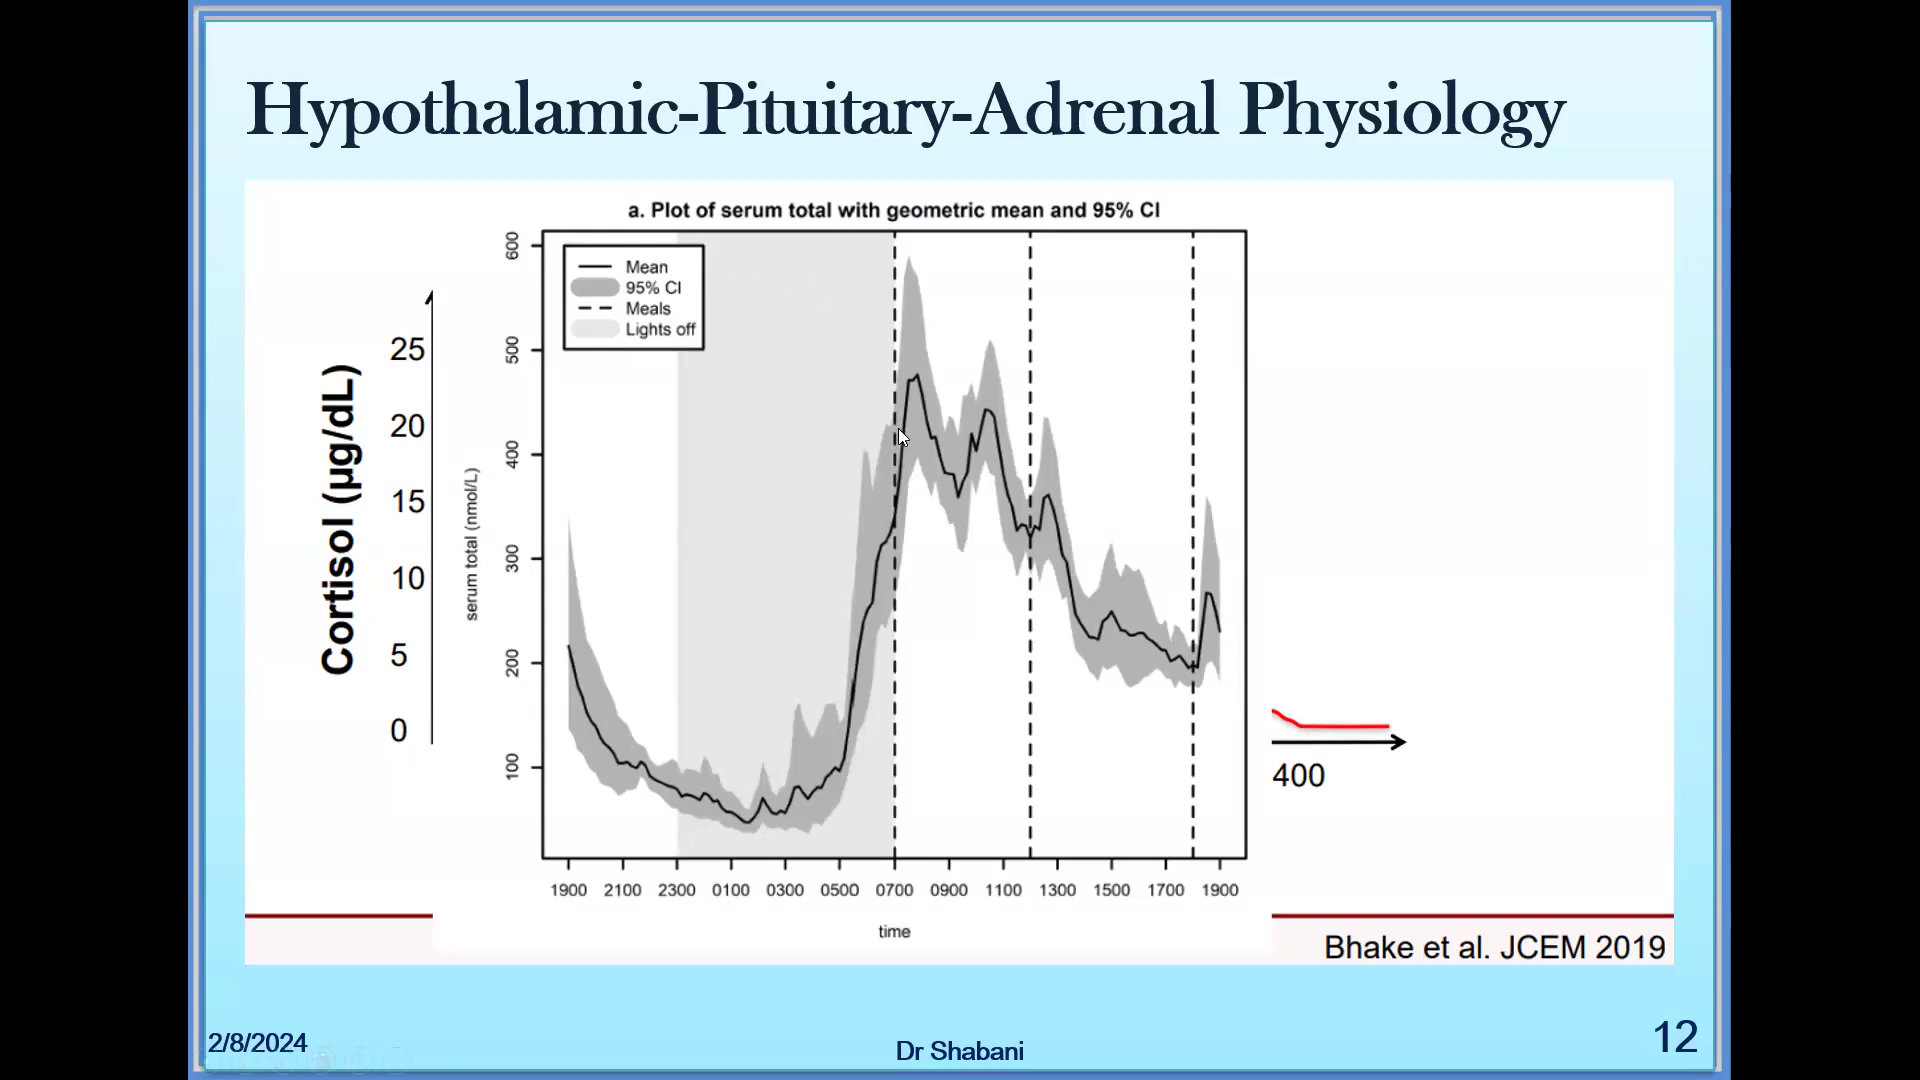 Hypothalamic-Pituitary-Adrenal Physiology
a. Plot of serum total with geometric mean and 95% CI
Mean
95% CI
Meals
Lights off
Cortisol (µg/dL)
25
20
15
10
5
0
serum total (nmol/L)
600
500
400
300
200
100
1900 2100 2300 0100 0300 0500 0700 0900 1100 1300 1500 1700 1900
time
400
Bhake et al. JCEM 2019
2/8/2024
Dr Shabani
12